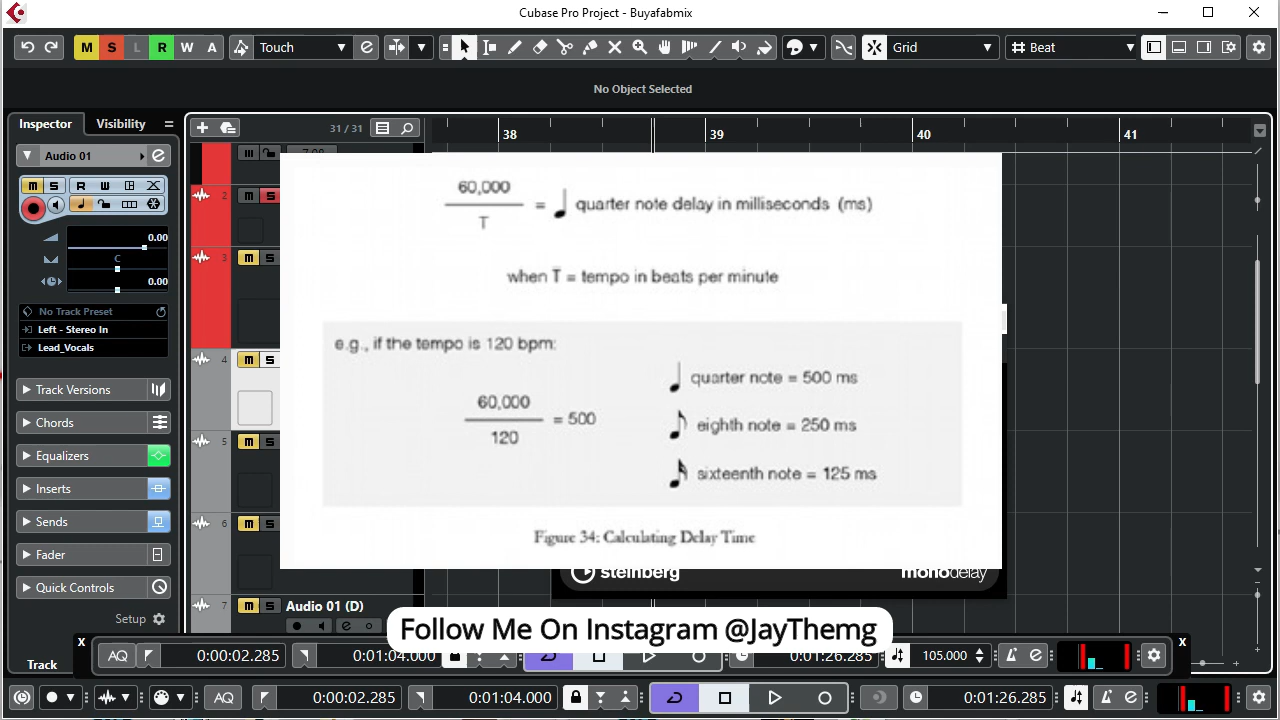 Cubase Pro Project - Buyafabmix
M S L R W A Touch Grid Beat
No Object Selected
Inspector Visibility
31 / 31
38 39 40 41
Audio 01
M S R W
0.00
C
0.00
No Track Preset
Left - Stereo In
Lead_Vocals
Track Versions
Chords
Equalizers
Inserts
Sends
Fader
Quick Controls
Setup
Track
M
2 M S
3 M S
4 M S
5 M S
6 M S
7 M S Audio 01 (D)
60,000
T
= quarter note delay in milliseconds (ms)
when T = tempo in beats per minute
e.g., if the tempo is 120 bpm:
60,000
120
= 500
quarter note = 500 ms
eighth note = 250 ms
sixteenth note = 125 ms
Figure 34: Calculating Delay Time
steinberg monodelay
Follow Me On Instagram @JayThemg
X X
AQ 0:00:02.285 0:01:04.000 0:01:26.285 105.000
AQ 0:00:02.285 0:01:04.000 0:01:26.285